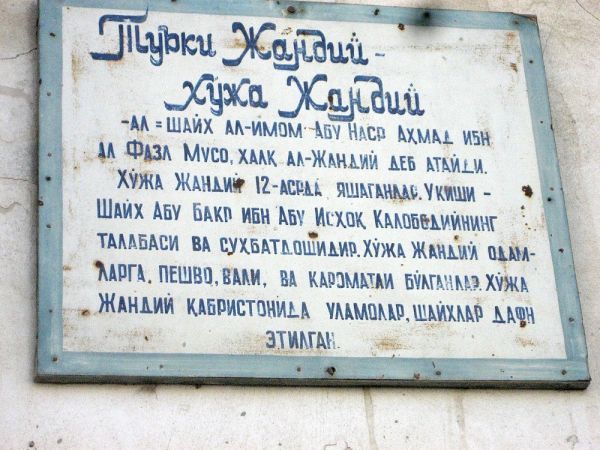 Турки Жандий -
Хўжа Жандий
-ал = шайх ал-имом Абу Наср Аҳмад ибн
ал Фазл Мусо, халқ ал-Жандий деб атайди.
Хўжа Жандий 12-асрда яшаганлар. Укиши -
Шайх Абу Бакр ибн Абу Исҳоқ Калободийнинг
талабаси ва суҳбатдошидир. Хўжа Жандий одам-
ларга, пешво, вали, ва кароматли бўлганлар. Хўжа
Жандий қабристонида уламолар, шайхлар дафн
этилган.